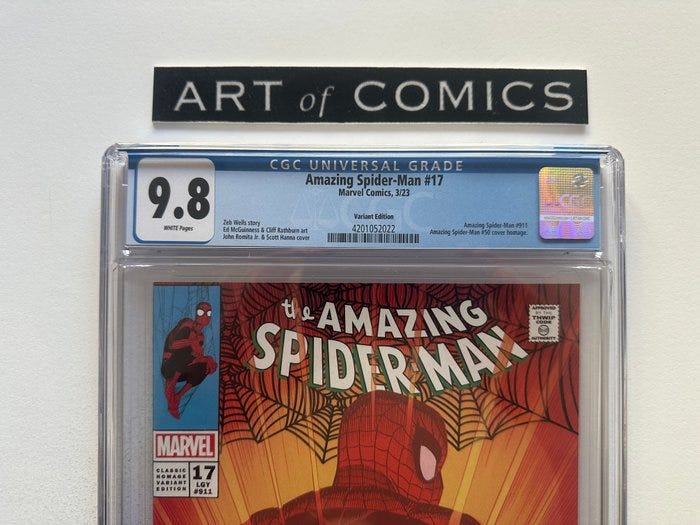 ART of COMICS
CGC UNIVERSAL GRADE
9.8
WHITE Pages
Amazing Spider-Man #17
Marvel Comics, 3/23
Variant Edition
Zeb Wells story
Ed McGuinness & Cliff Rathburn art
John Romita Jr. & Scott Hanna cover
4201052022
Amazing Spider-Man #911
Amazing Spider-Man #50 cover homage.
CGC
the AMAZING
SPIDER-MAN
APPROVED
BY THE
THWIP
CODE
AUTHORITY
MARVEL
CLASSIC
HOMAGE
VARIANT
EDITION
17
LGY
#911